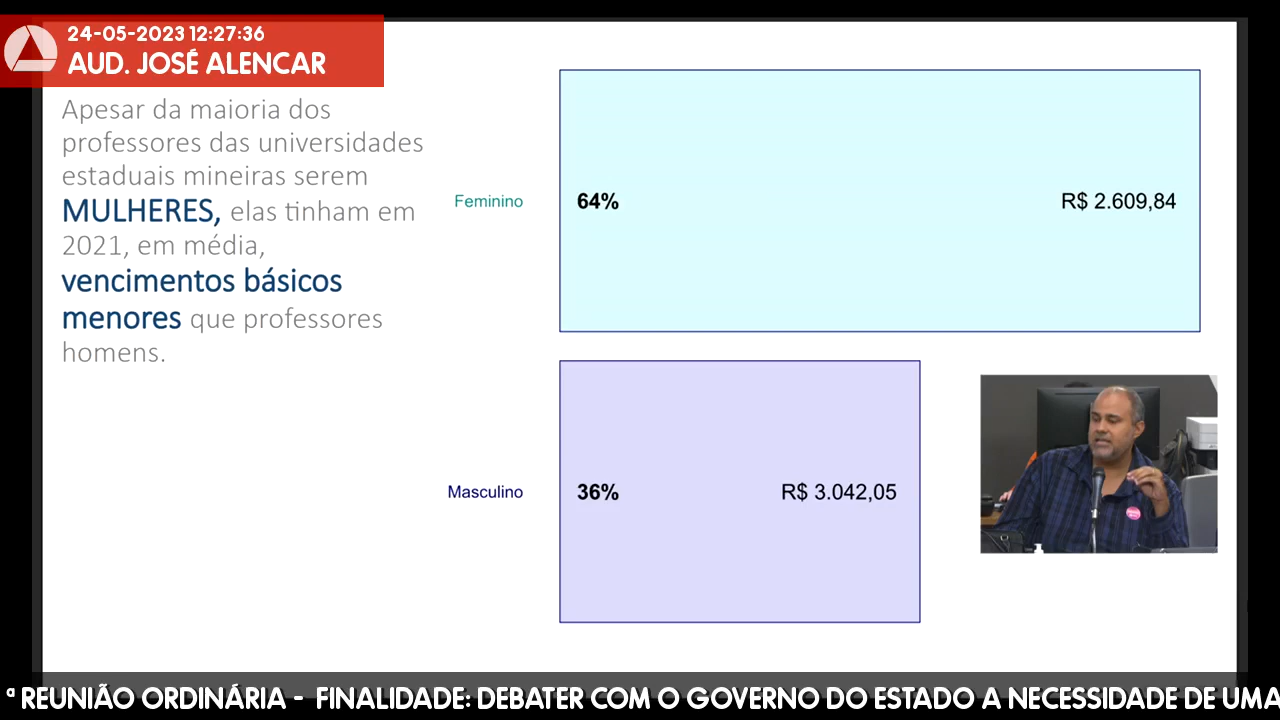 24-05-2023 12:27:36
AUD. JOSÉ ALENCAR
Apesar da maioria dos
professores das universidades
estaduais mineiras serem
MULHERES, elas tinham em
2021, em média,
vencimentos básicos
menores que professores
homens.
Feminino 64% R$ 2.609,84
Masculino 36% R$ 3.042,05
ª REUNIÃO ORDINÁRIA - FINALIDADE: DEBATER COM O GOVERNO DO ESTADO A NECESSIDADE DE UMA